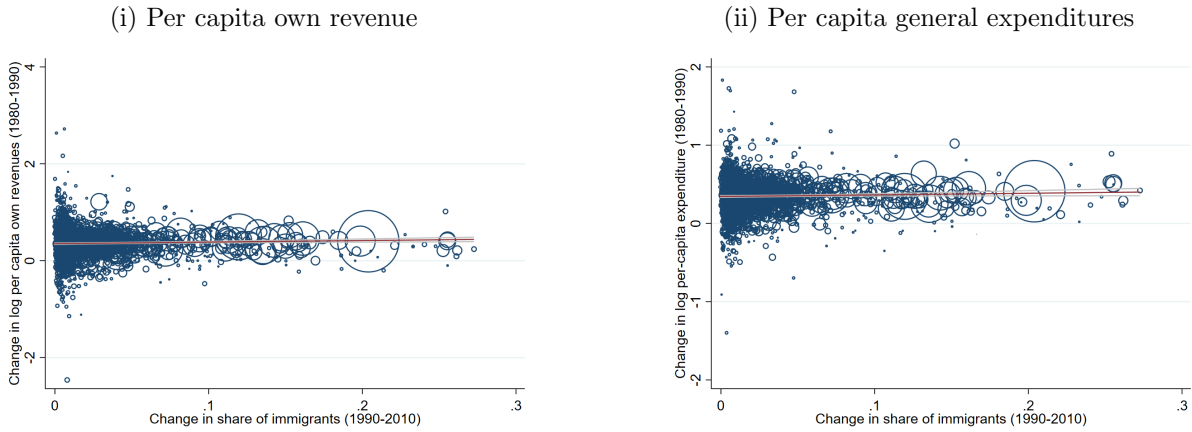 (i) Per capita own revenue
Change in log per capita revenues (1980-1990)
4
2
0
-2
0
.1
.2
.3
Change in share of immigrants (1990-2010)
(ii) Per capita general expenditures
Change in log per-capita expenditure (1980-1990)
2
1
0
-1
-2
0
.1
.2
.3
Change in share of immigrants (1990-2010)